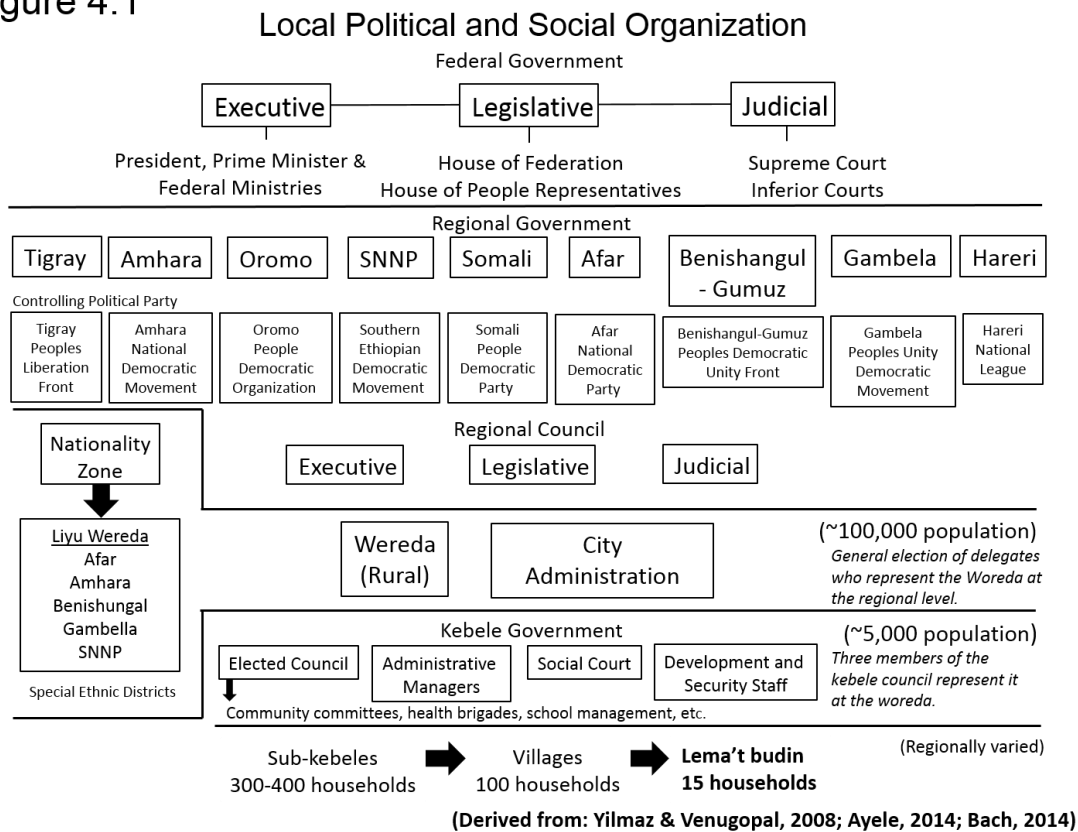 gure 4.1
Local Political and Social Organization
Federal Government
Executive
Legislative
Judicial
President, Prime Minister &
Federal Ministries
House of Federation
House of People Representatives
Supreme Court
Inferior Courts
Regional Government
Tigray
Amhara
Oromo
SNNP
Somali
Afar
Benishangul
- Gumuz
Gambela
Hareri
Controlling Political Party
Tigray
Peoples
Liberation
Front
Amhara
National
Democratic
Movement
Oromo
People
Democratic
Organization
Southern
Ethiopian
Democratic
Movement
Somali
People
Democratic
Party
Afar
National
Democratic
Party
Benishangul-Gumuz
Peoples Democratic
Unity Front
Gambela
Peoples Unity
Democratic
Movement
Hareri
National
League
Nationality
Zone
Liyu Wereda
Afar
Amhara
Benishungal
Gambella
SNNP
Special Ethnic Districts
Regional Council
Executive
Legislative
Judicial
Wereda
(Rural)
City
Administration
(~100,000 population)
General election of delegates
who represent the Woreda at
the regional level.
Kebele Government
Elected Council
Administrative
Managers
Social Court
Development and
Security Staff
Community committees, health brigades, school management, etc.
(~5,000 population)
Three members of the
kebele council represent it
at the woreda.
Sub-kebeles
300-400 households
Villages
100 households
Lema’t budin
15 households
(Regionally varied)
(Derived from: Yilmaz & Venugopal, 2008; Ayele, 2014; Bach, 2014)